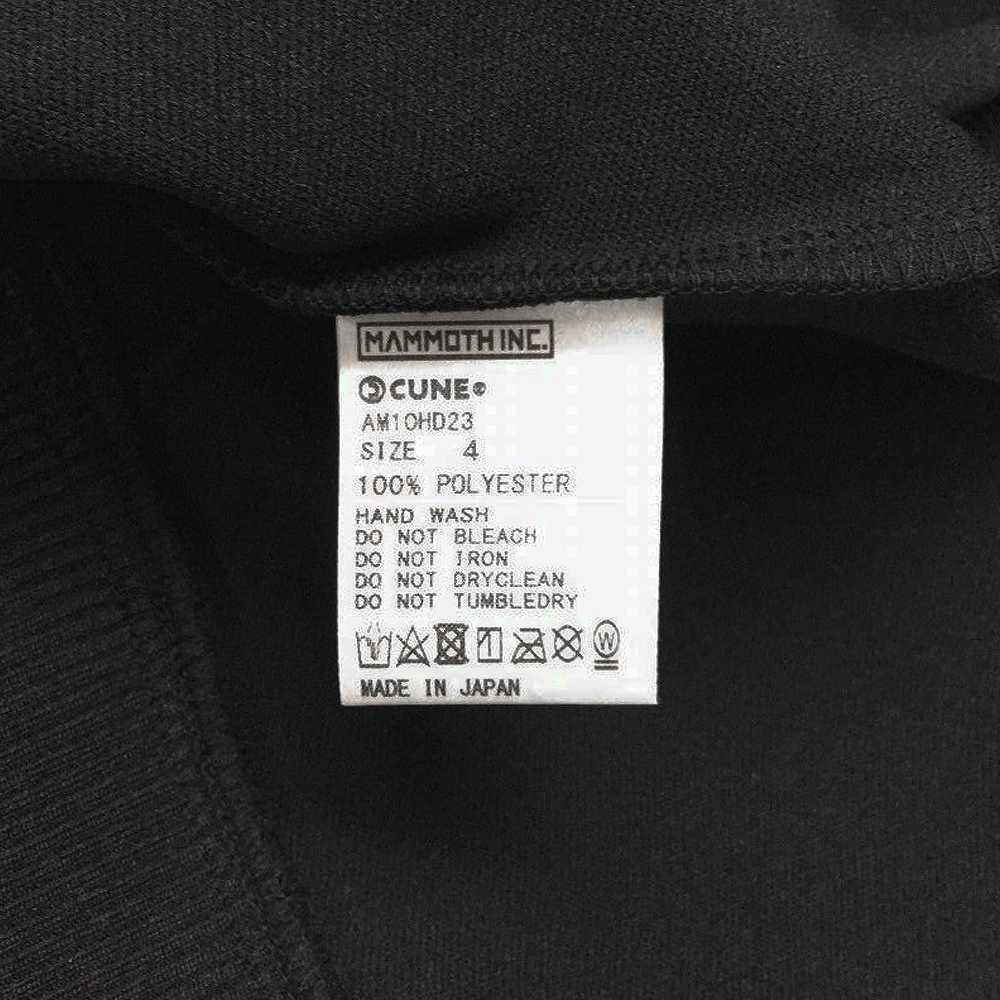 MAMMOTH INC.
CUNE®
AM10HD23
SIZE 4
100% POLYESTER
HAND WASH
DO NOT BLEACH
DO NOT IRON
DO NOT DRYCLEAN
DO NOT TUMBLEDRY
W
MADE IN JAPAN